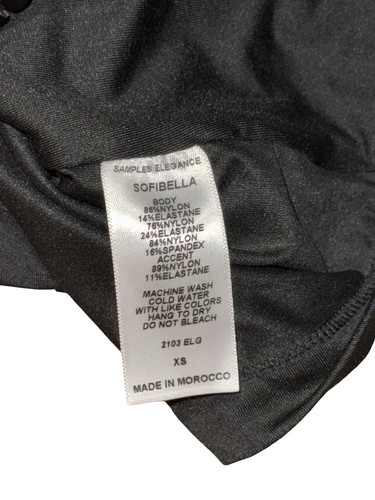 SAMPLES ELEGANCE
SOFIBELLA
BODY
86%NYLON
14%ELASTANE
76%NYLON
24%ELASTANE
84%NYLON
16%SPANDEX
ACCENT
89%NYLON
11%ELASTANE
MACHINE WASH
COLD WATER
WITH LIKE COLORS
HANG TO DRY
DO NOT BLEACH
2103 ELG
XS
MADE IN MOROCCO